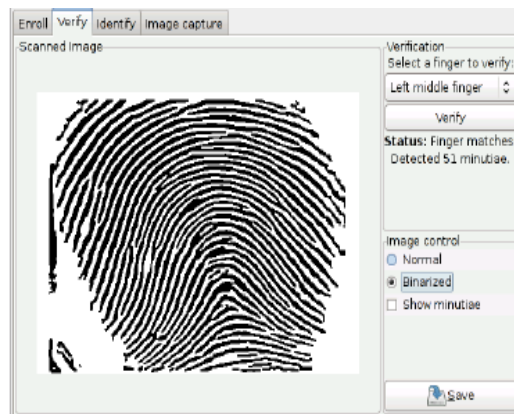 Enroll Verify Identify Image capture
Scanned Image
Verification
Select a finger to verify:
Left middle finger
Verify
Status: Finger matches
Detected 51 minutiae.
Image control
Normal
Binarized
Show minutiae
Save